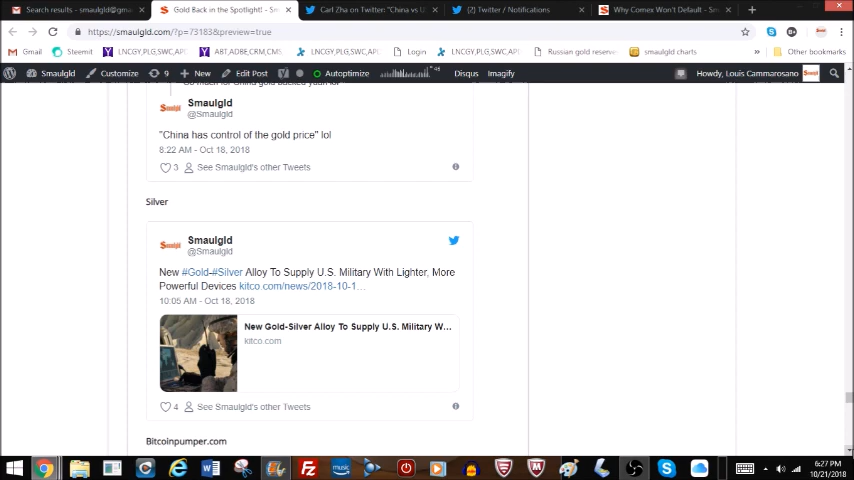 Search results - smaulgld@gma
Gold Back in the Spotlight! - Sm
Carl Zha on Twitter: "China vs U
(2) Twitter / Notifications
Why Comex Won't Default - Sm
https://smaulgld.com/?p=73183&preview=true
Gmail
Steemit
LNCGY,PLG,SWC,APD
ABT,ADBE,CRM,CMS
LNCGY,PLG,SWC,APD
Login
LNCGY,PLG,SWC,APD
Russian gold reserve
smaulgld charts
»
Other bookmarks
Smaulgld
Customize
9
New
Edit Post
Autoptimize
Disqus
Imagify
Howdy, Louis Cammarosano
Smaulgld
@Smaulgld
"China has control of the gold price" lol
8:22 AM - Oct 18, 2018
3 See Smaulgld's other Tweets
Silver
Smaulgld
@Smaulgld
New #Gold-#Silver Alloy To Supply U.S. Military With Lighter, More
Powerful Devices kitco.com/news/2018-10-1…
10:05 AM - Oct 18, 2018
New Gold-Silver Alloy To Supply U.S. Military W...
kitco.com
4 See Smaulgld's other Tweets
Bitcoinpumper.com
music
6:27 PM
10/21/2018